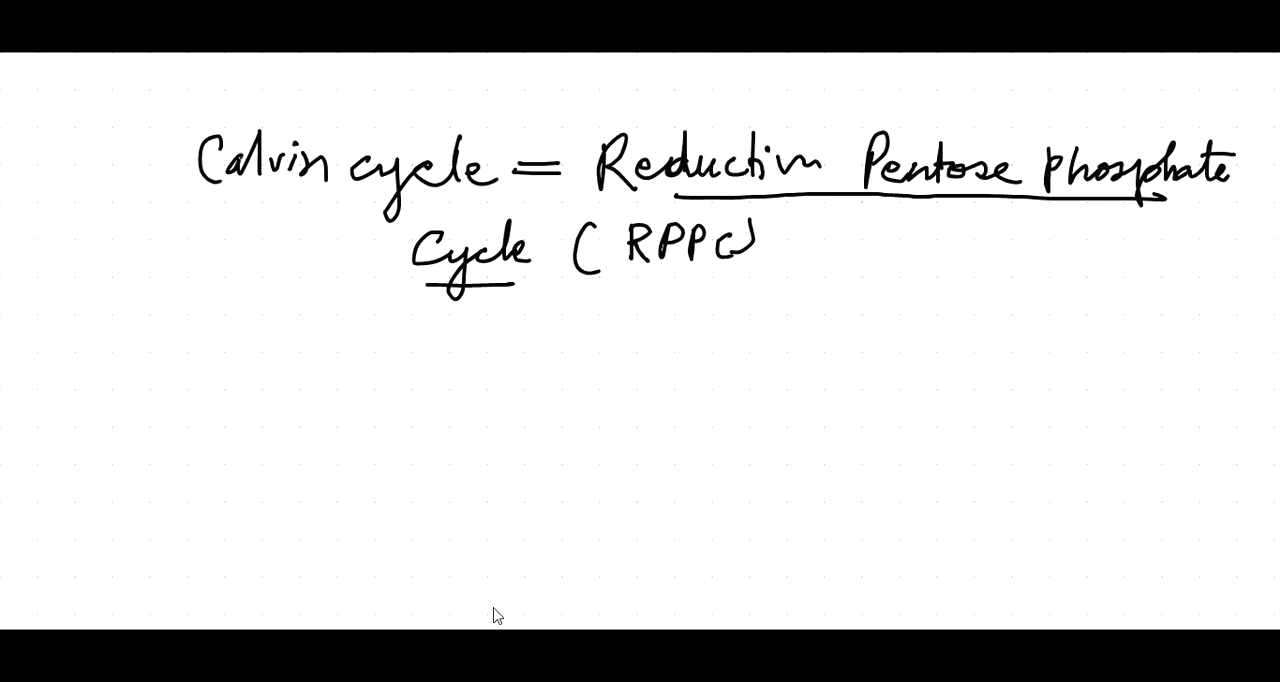 Calvin cycle = Reduction Pentose Phosphate
Cycle (RPPC)